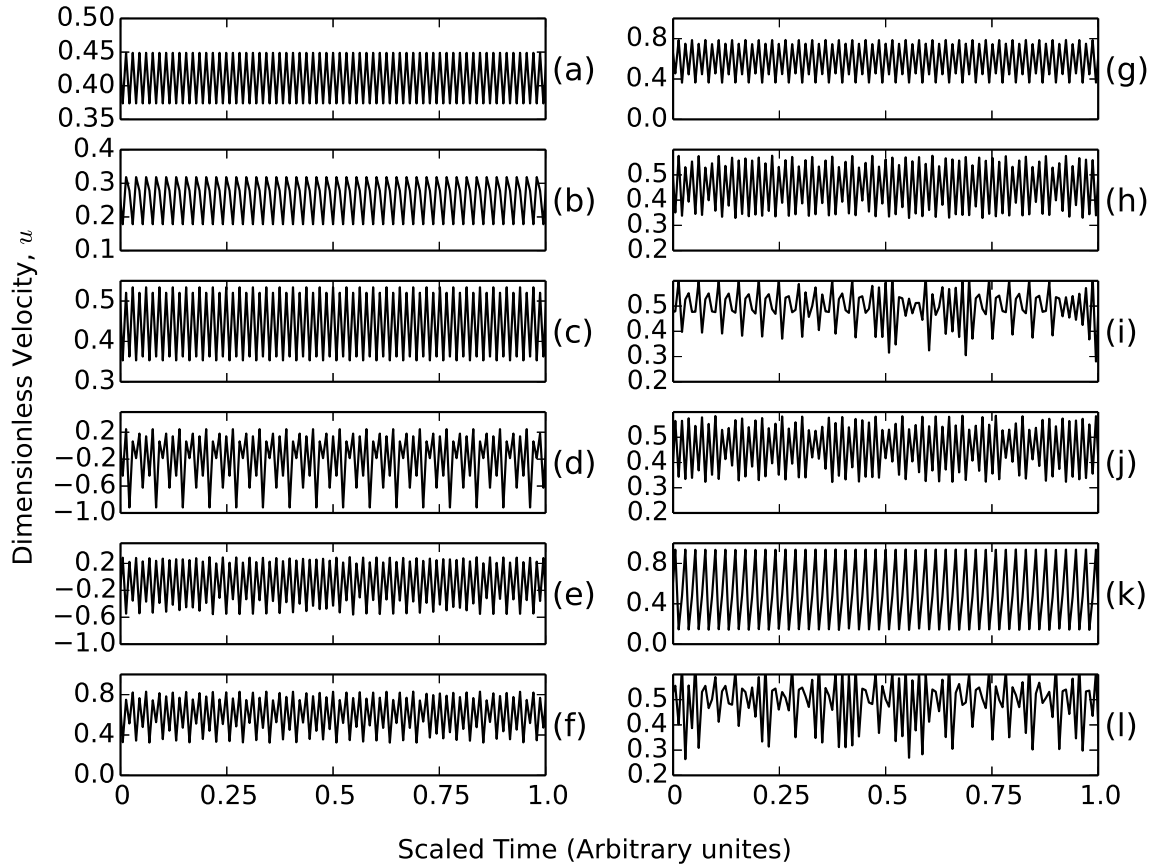 Dimensionless Velocity, u
0.50
0.45
0.40
0.35
(a)
0.4
0.3
0.2
0.1
(b)
0.5
0.4
0.3
(c)
0.2
−0.2
−0.6
−1.0
(d)
0.2
−0.2
−0.6
−1.0
(e)
0.8
0.4
0.0
(f)
0 0.25 0.5 0.75 1.0
0.8
0.4
0.0
(g)
0.5
0.4
0.3
0.2
(h)
0.5
0.4
0.3
0.2
(i)
0.5
0.4
0.3
0.2
(j)
0.8
0.4
0.0
(k)
0.5
0.4
0.3
0.2
(l)
0 0.25 0.5 0.75 1.0
Scaled Time (Arbitrary unites)